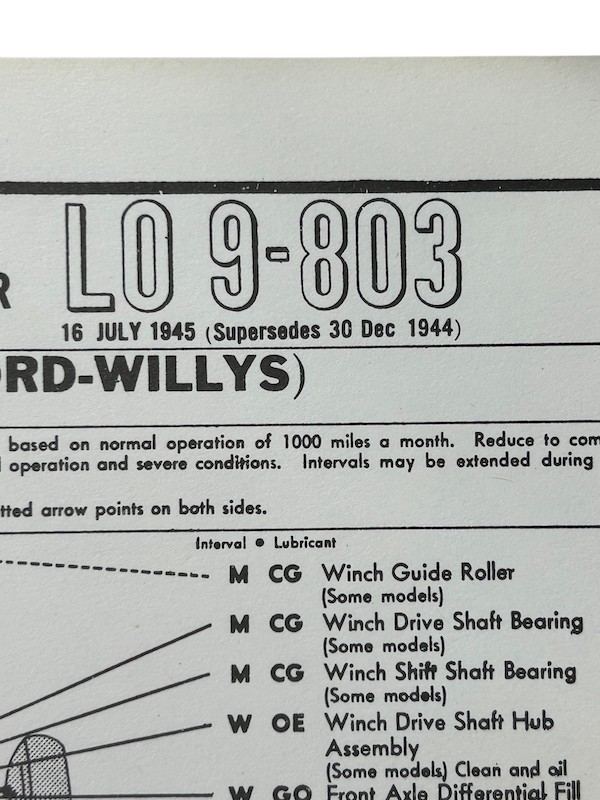 R LO 9-803
16 JULY 1945 (Supersedes 30 Dec 1944)
ORD-WILLYS)
based on normal operation of 1000 miles a month. Reduce to com
operation and severe conditions. Intervals may be extended during
tted arrow points on both sides.
Interval ● Lubricant
M CG Winch Guide Roller
(Some models)
M CG Winch Drive Shaft Bearing
(Some models)
M CG Winch Shift Shaft Bearing
(Some models)
W OE Winch Drive Shaft Hub
Assembly
(Some models) Clean and oil
W GO Front Axle Differential Fill